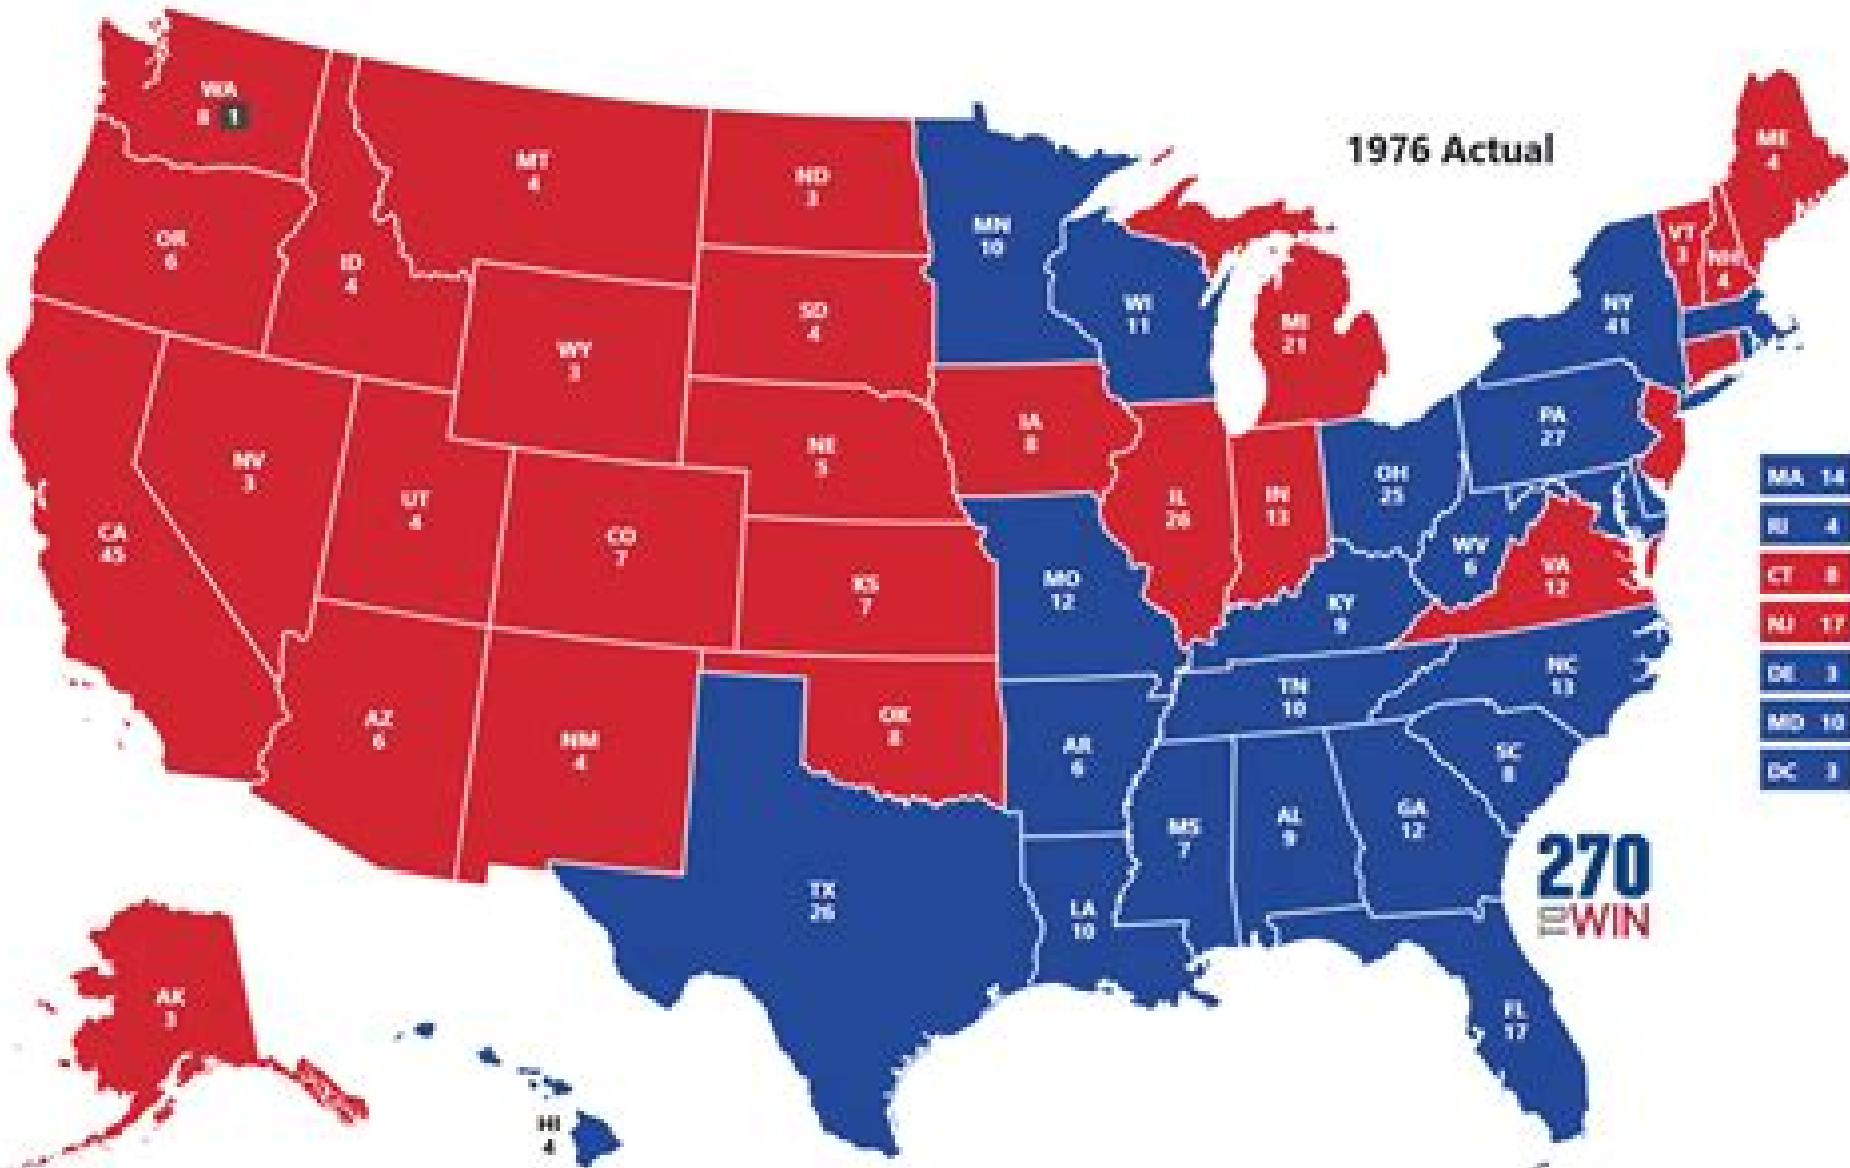 WA
8 1
MT
4
ND
3
1976 Actual
ME
4
OR
6
ID
4
MN
10
VT
3
NH
4
WY
3
SD
4
WI
11
MI
21
NY
41
NV
3
UT
4
NE
5
IA
8
PA
27
CA
45
CO
7
KS
7
IL
26
IN
13
OH
25
MA 14
RI 4
MO
12
KY
9
WV
6
VA
12
CT 8
NJ 17
DE 3
MD 10
DC 3
AZ
6
NM
4
OK
8
AR
6
TN
10
NC
13
SC
8
TX
26
LA
10
MS
7
AL
9
GA
12
270
TO WIN
AK
3
HI
4
FL
17